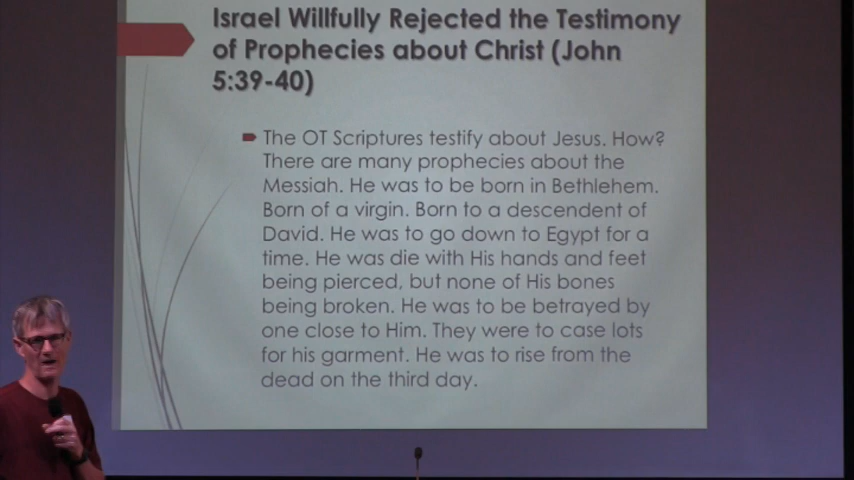 Israel Willfully Rejected the Testimony
of Prophecies about Christ (John
5:39-40)
The OT Scriptures testify about Jesus. How?
There are many prophecies about the
Messiah. He was to be born in Bethlehem.
Born of a virgin. Born to a descendent of
David. He was to go down to Egypt for a
time. He was die with His hands and feet
being pierced, but none of His bones
being broken. He was to be betrayed by
one close to Him. They were to case lots
for his garment. He was to rise from the
dead on the third day.